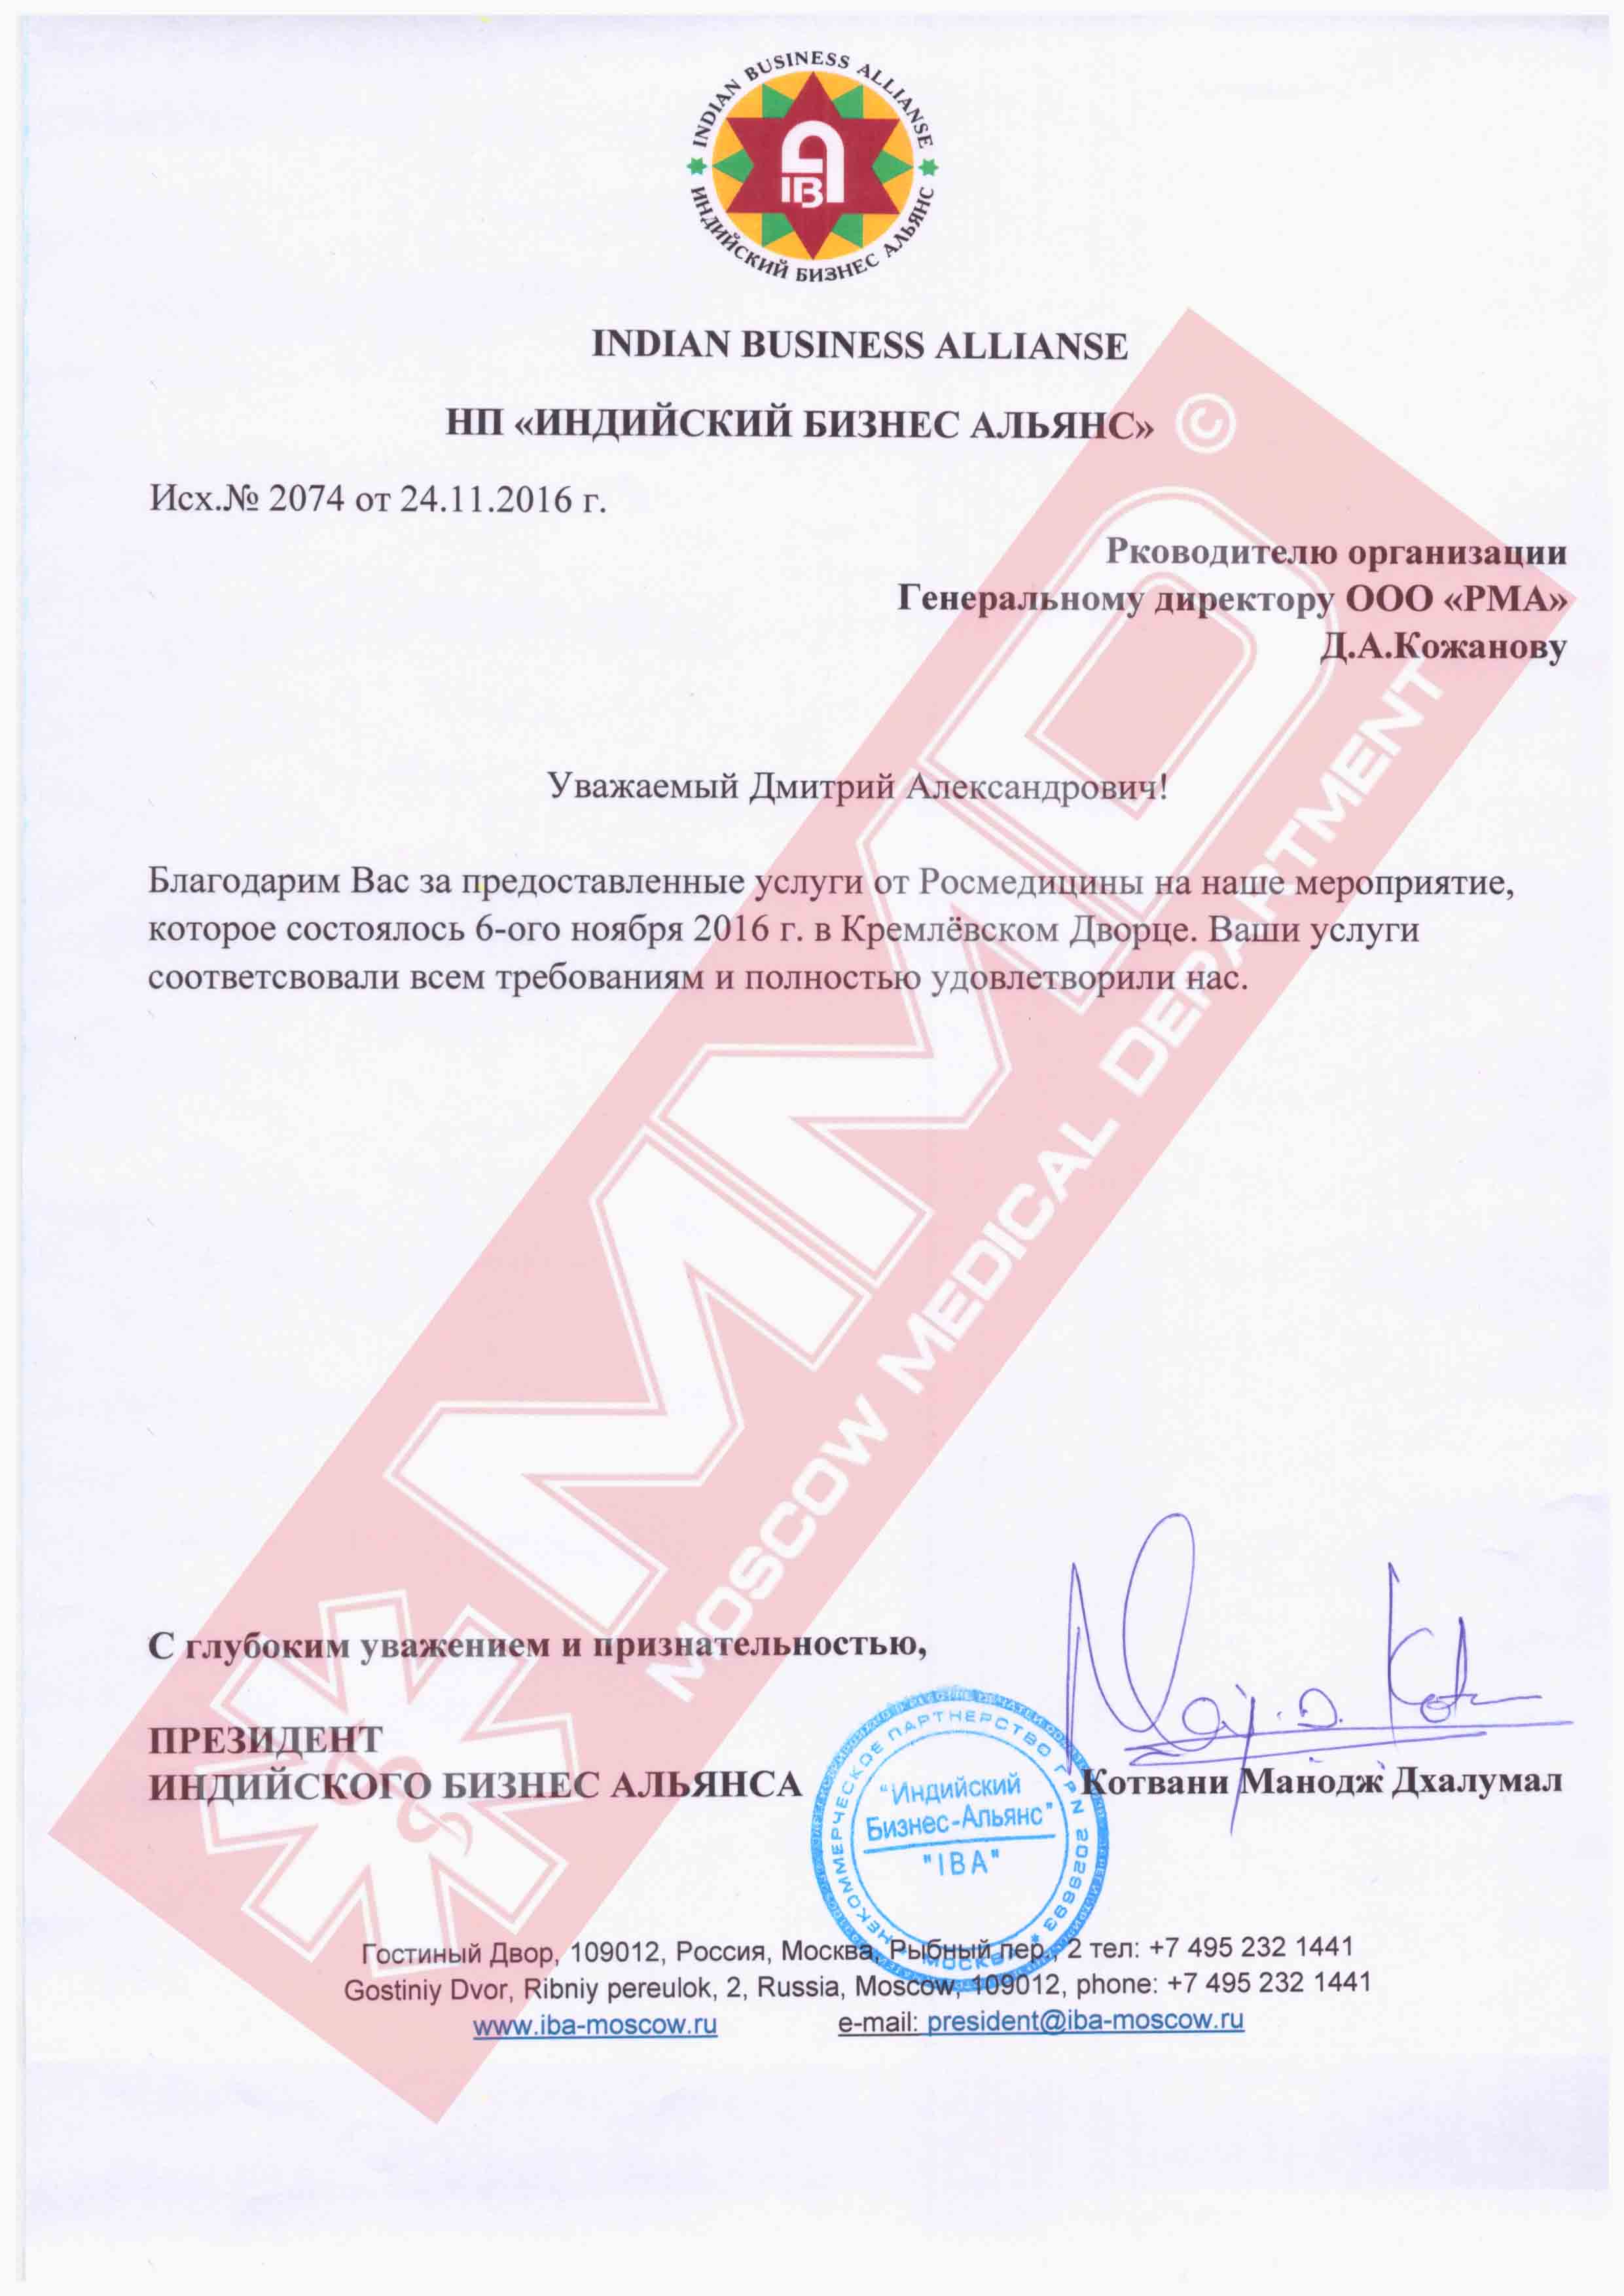 INDIAN BUSINESS ALLIANSE
ИНДИЙСКИЙ БИЗНЕС АЛЬЯНС
IBA
INDIAN BUSINESS ALLIANSE
НП «ИНДИЙСКИЙ БИЗНЕС АЛЬЯНС»
©
Исх.№ 2074 от 24.11.2016 г.
Рководителю организации
Генеральному директору ООО «РМА»
Д.А.Кожанову
Уважаемый Дмитрий Александрович!
Благодарим Вас за предоставленные услуги от Росмедицины на наше мероприятие,
которое состоялось 6-ого ноября 2016 г. в Кремлёвском Дворце. Ваши услуги
соответсвовали всем требованиям и полностью удовлетворили нас.
MMD
MOSCOW MEDICAL DEPARTMENT
С глубоким уважением и признательностью,
ПРЕЗИДЕНТ
ИНДИЙСКОГО БИЗНЕС АЛЬЯНСА
Котвани Манодж Дхалумал
НЕКОММЕРЧЕСКОЕ ПАРТНЕРСТВО
МОСКВА
"Индийский
Бизнес-Альянс"
"IBA"
Гостиный Двор, 109012, Россия, Москва, Рыбный пер., 2 тел: +7 495 232 1441
Gostiniy Dvor, Ribniy pereulok, 2, Russia, Moscow, 109012, phone: +7 495 232 1441
www.iba-moscow.ru e-mail: president@iba-moscow.ru